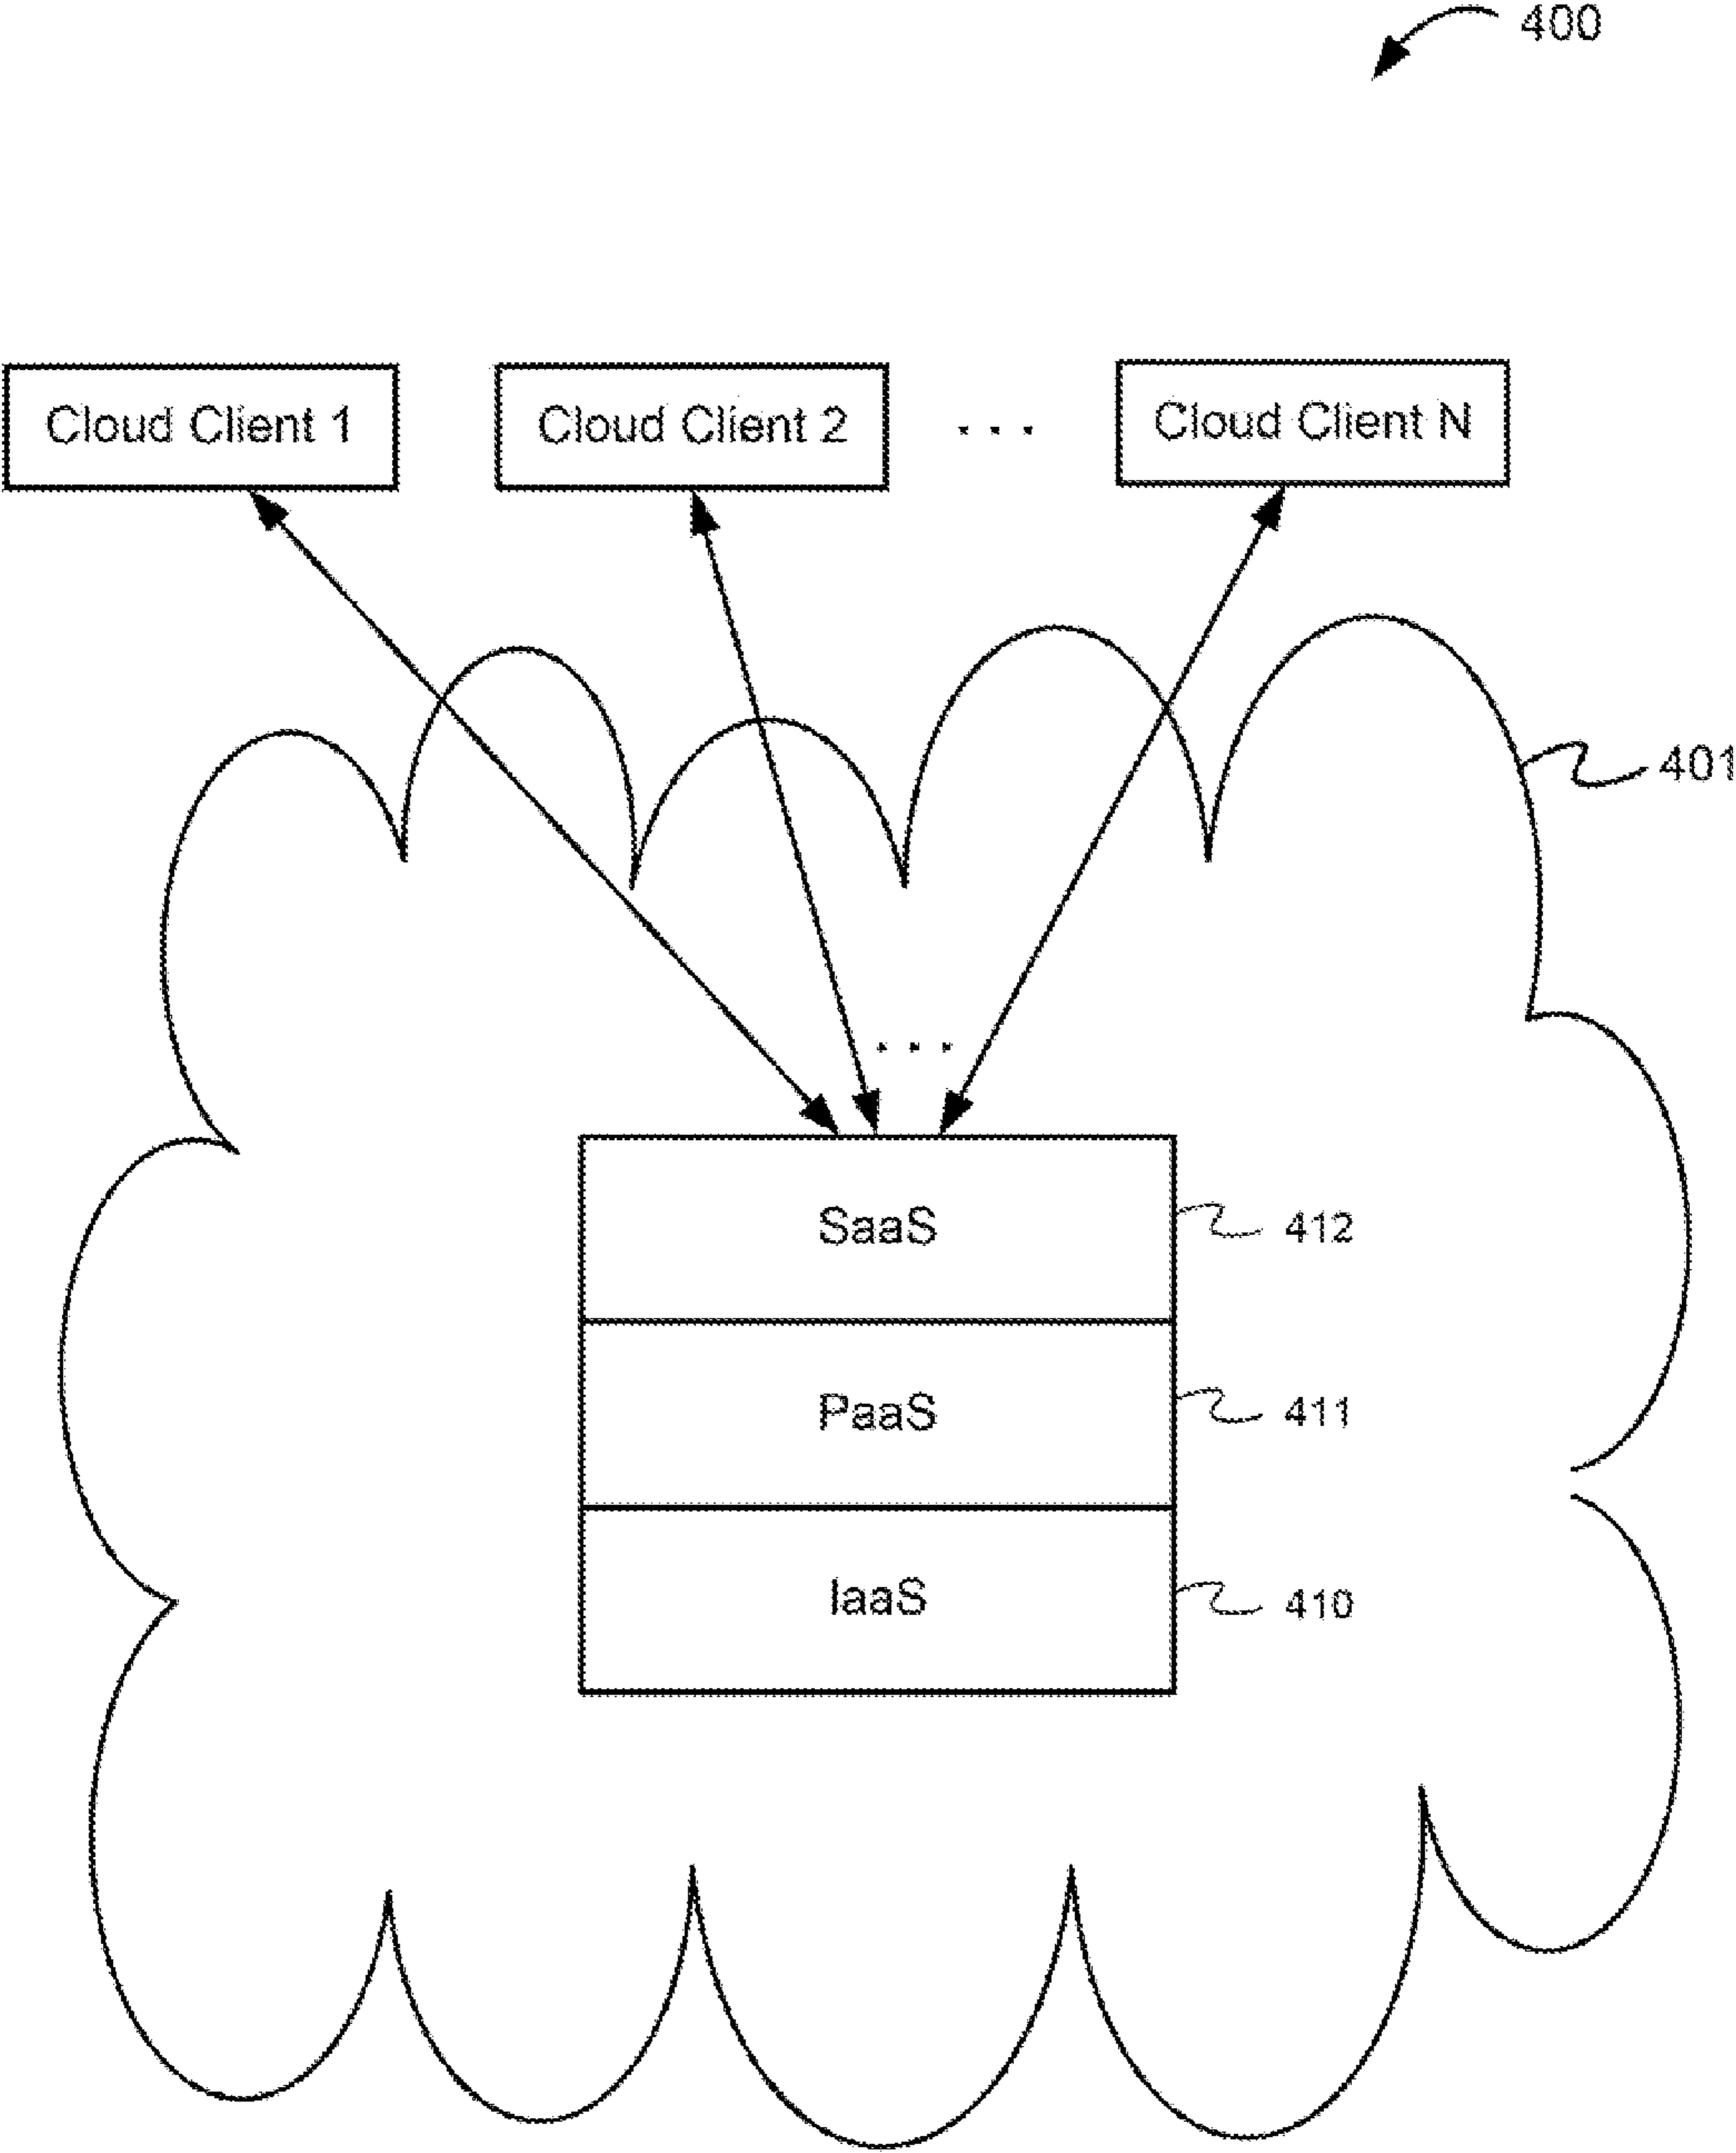 400
Cloud Client 1
Cloud Client 2
...
Cloud Client N
401
...
SaaS
412
PaaS
411
IaaS
410